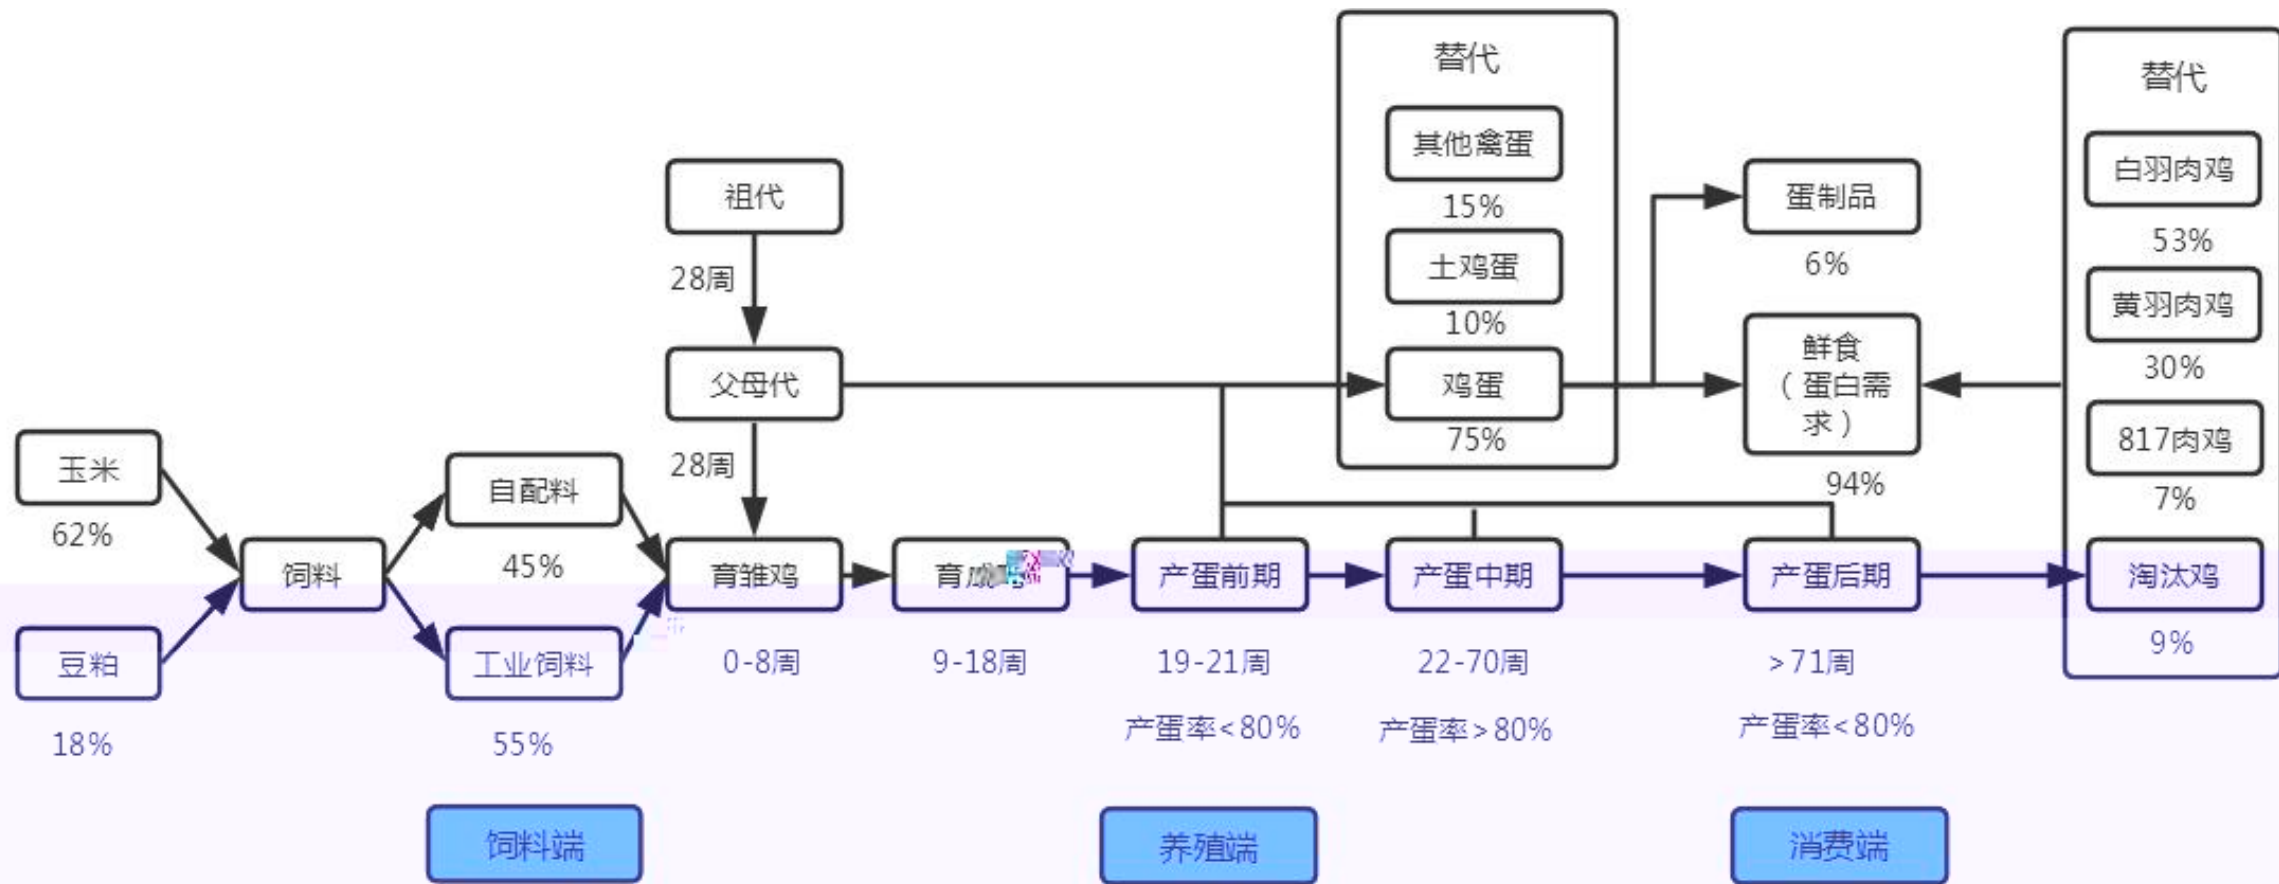 替代
其他禽蛋
15%
土鸡蛋
10%
鸡蛋
75%
替代
白羽肉鸡
53%
黄羽肉鸡
30%
817肉鸡
7%
淘汰鸡
9%
祖代
28周
父母代
28周
蛋制品
6%
鲜食
（蛋白需
求）
94%
玉米
62%
豆粕
18%
饲料
自配料
45%
工业饲料
55%
育雏鸡
0-8周
育成
9-18周
产蛋前期
19-21周
产蛋率<80%
产蛋中期
22-70周
产蛋率>80%
产蛋后期
>71周
产蛋率<80%
饲料端
养殖端
消费端